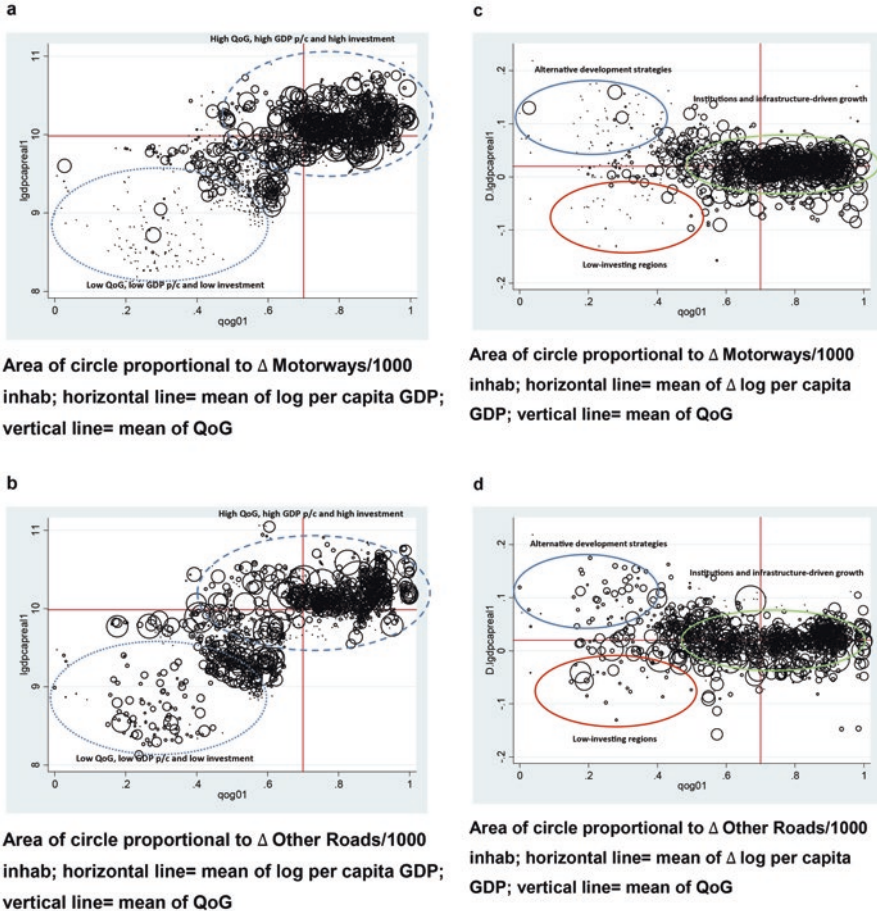 a
High QoG, high GDP p/c and high investment
11
10
9
8
lgdpcapreal1
Low QoG, low GDP p/c and low investment
0 .2 .4 .6 .8 1
qog01
Area of circle proportional to Δ Motorways/1000
inhab; horizontal line= mean of log per capita GDP;
vertical line= mean of QoG
b
High QoG, high GDP p/c and high investment
11
10
9
8
lgdpcapreal1
Low QoG, low GDP p/c and low investment
0 .2 .4 .6 .8 1
qog01
Area of circle proportional to Δ Other Roads/1000
inhab; horizontal line= mean of log per capita GDP;
vertical line= mean of QoG
c
.2
.1
0
-.1
-.2
D.lgdpcapreal1
Alternative development strategies
Institutions and infrastructure-driven growth
Low-investing regions
0 .2 .4 .6 .8 1
qog01
Area of circle proportional to Δ Motorways/1000
inhab; horizontal line= mean of Δ log per capita
GDP; vertical line= mean of QoG
d
.2
.1
0
-.1
-.2
D.lgdpcapreal1
Alternative development strategies
Institutions and infrastructure-driven growth
Low-investing regions
0 .2 .4 .6 .8 1
qog01
Area of circle proportional to Δ Other Roads/1000
inhab; horizontal line= mean of Δ log per capita
GDP; vertical line= mean of QoG